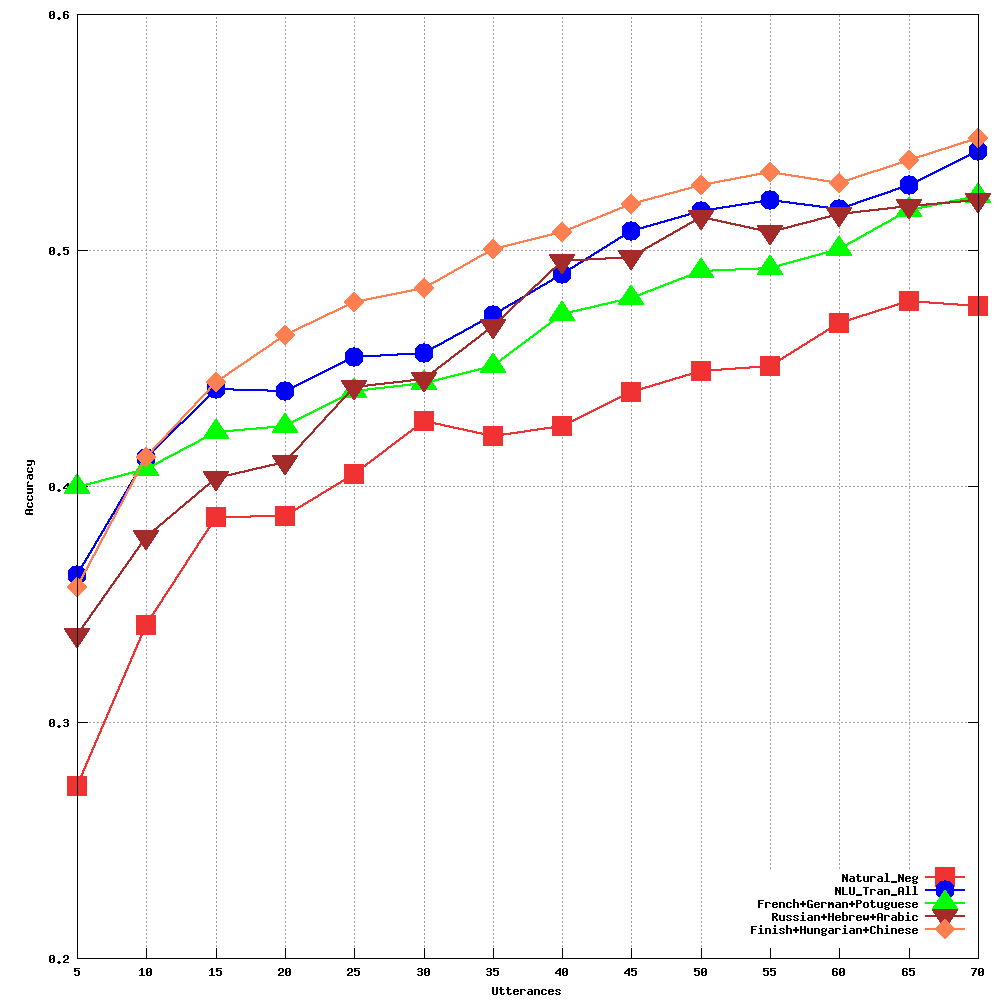 0.6
0.5
0.4
0.3
0.2
Accuracy
5 10 15 20 25 30 35 40 45 50 55 60 65 70
Utterances
Natural_Neg
NLU_Tran_All
French+German+Potuguese
Russian+Hebrew+Arabic
Finish+Hungarian+Chinese